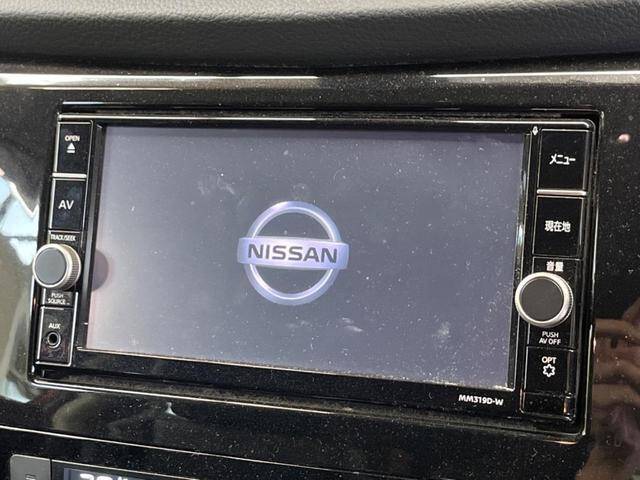 OPEN
AV
TRACK/SEEK
PUSH
SOURCE
AUX
NISSAN
メニュー
現在地
音量
PUSH
AV OFF
OPT
MM319D-W